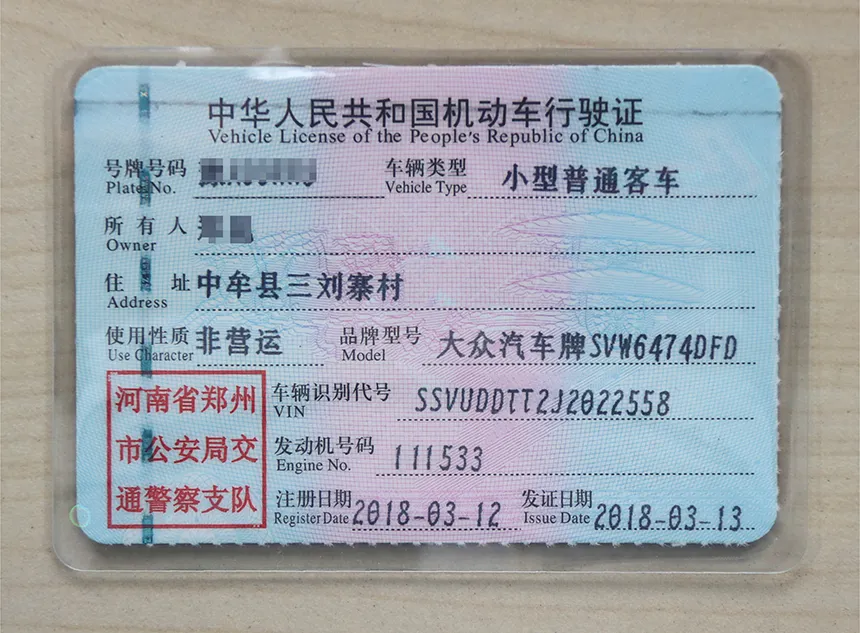 中华人民共和国机动车行驶证
Vehicle License of the People's Republic of China
号牌号码 车辆类型 小型普通客车
Plate No. Vehicle Type
所有人
Owner
住址 中牟县三刘寨村
Address
使用性质 非营运 品牌型号 大众汽车牌SVW6474DFD
Use Character Model
河南省郑州
市公安局交
通警察支队
车辆识别代号 SSVUDDTT2J2022558
VIN
发动机号码 111533
Engine No.
注册日期 2018-03-12 发证日期 2018-03-13
Register Date Issue Date